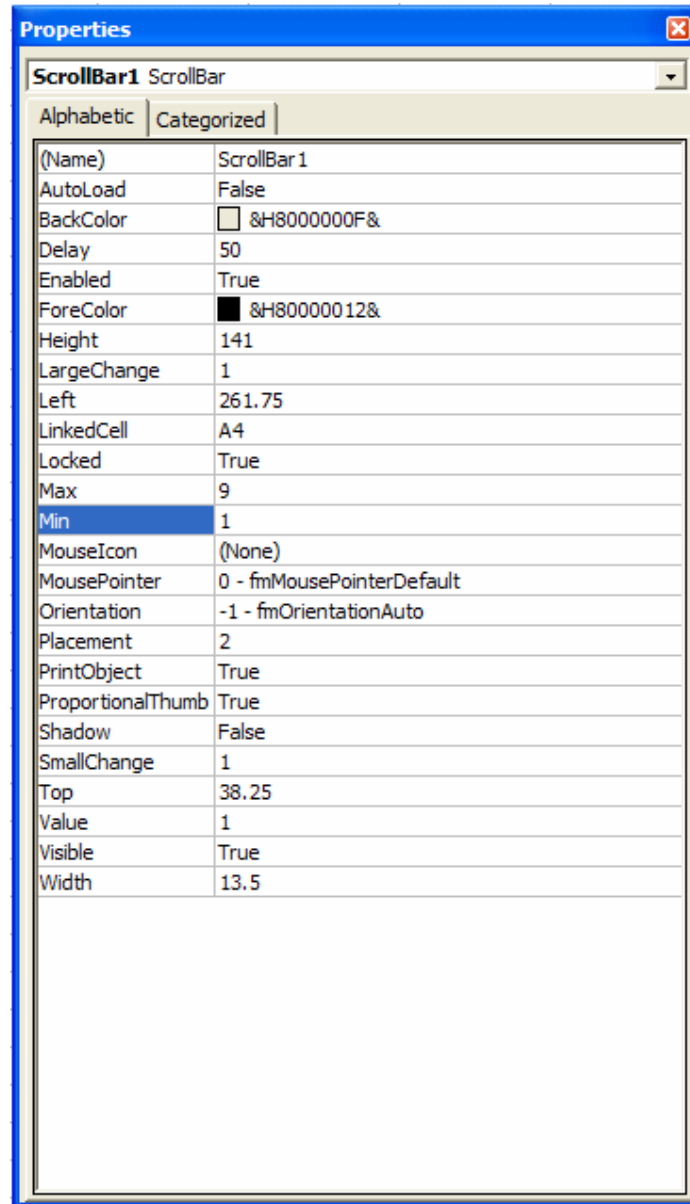 Properties
ScrollBar1 ScrollBar
Alphabetic Categorized
(Name) ScrollBar1
AutoLoad False
BackColor &H8000000F&
Delay 50
Enabled True
ForeColor &H80000012&
Height 141
LargeChange 1
Left 261.75
LinkedCell A4
Locked True
Max 9
Min 1
MouseIcon (None)
MousePointer 0 - fmMousePointerDefault
Orientation -1 - fmOrientationAuto
Placement 2
PrintObject True
ProportionalThumb True
Shadow False
SmallChange 1
Top 38.25
Value 1
Visible True
Width 13.5